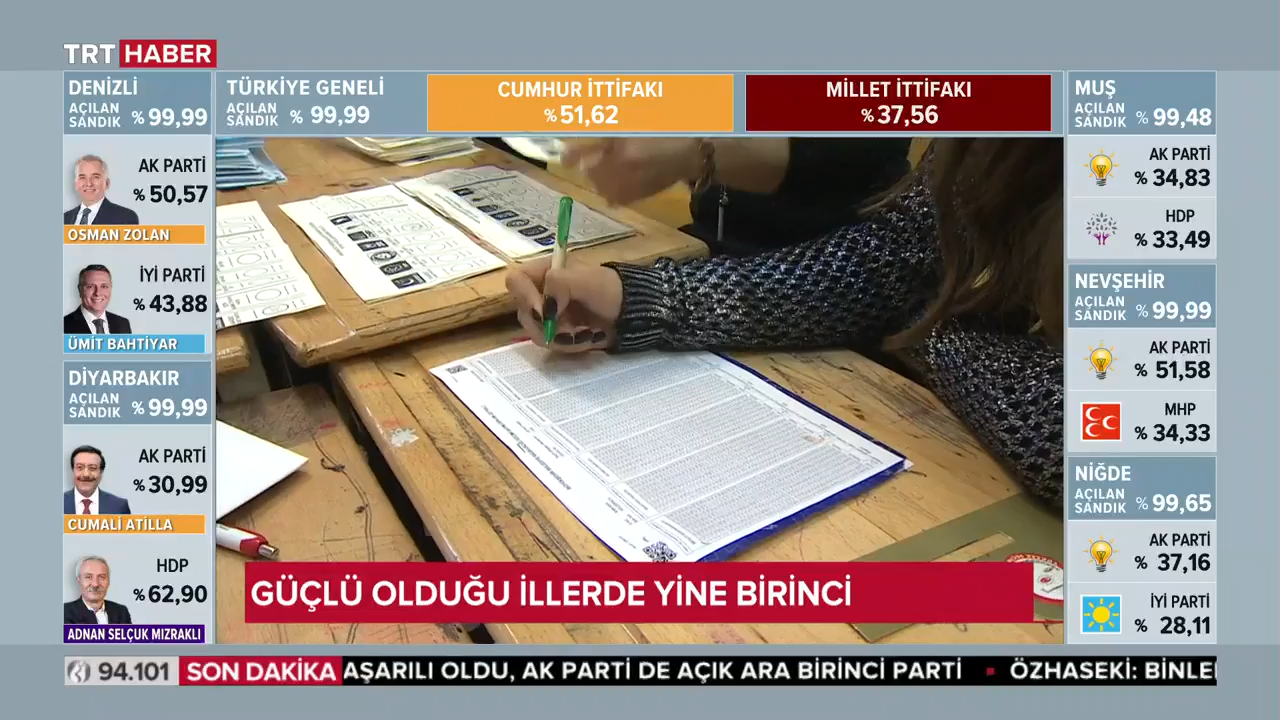 TRT HABER
DENİZLİ
AÇILAN SANDIK % 99,99
AK PARTİ
% 50,57
OSMAN ZOLAN
İYİ PARTİ
% 43,88
ÜMİT BAHTİYAR
DİYARBAKIR
AÇILAN SANDIK % 99,99
AK PARTİ
% 30,99
CUMALİ ATİLLA
HDP
% 62,90
ADNAN SELÇUK MIZRAKLI
TÜRKİYE GENELİ
AÇILAN SANDIK % 99,99
CUMHUR İTTİFAKI
% 51,62
MİLLET İTTİFAKI
% 37,56
MUŞ
AÇILAN SANDIK % 99,48
AK PARTİ
% 34,83
HDP
% 33,49
NEVŞEHİR
AÇILAN SANDIK % 99,99
AK PARTİ
% 51,58
MHP
% 34,33
NİĞDE
AÇILAN SANDIK % 99,65
AK PARTİ
% 37,16
İYİ PARTİ
% 28,11
GÜÇLÜ OLDUĞU İLLERDE YİNE BİRİNCİ
94.101 SON DAKİKA AŞARILI OLDU, AK PARTİ DE AÇIK ARA BİRİNCİ PARTİ ▪ ÖZHASEKİ: BİNLE